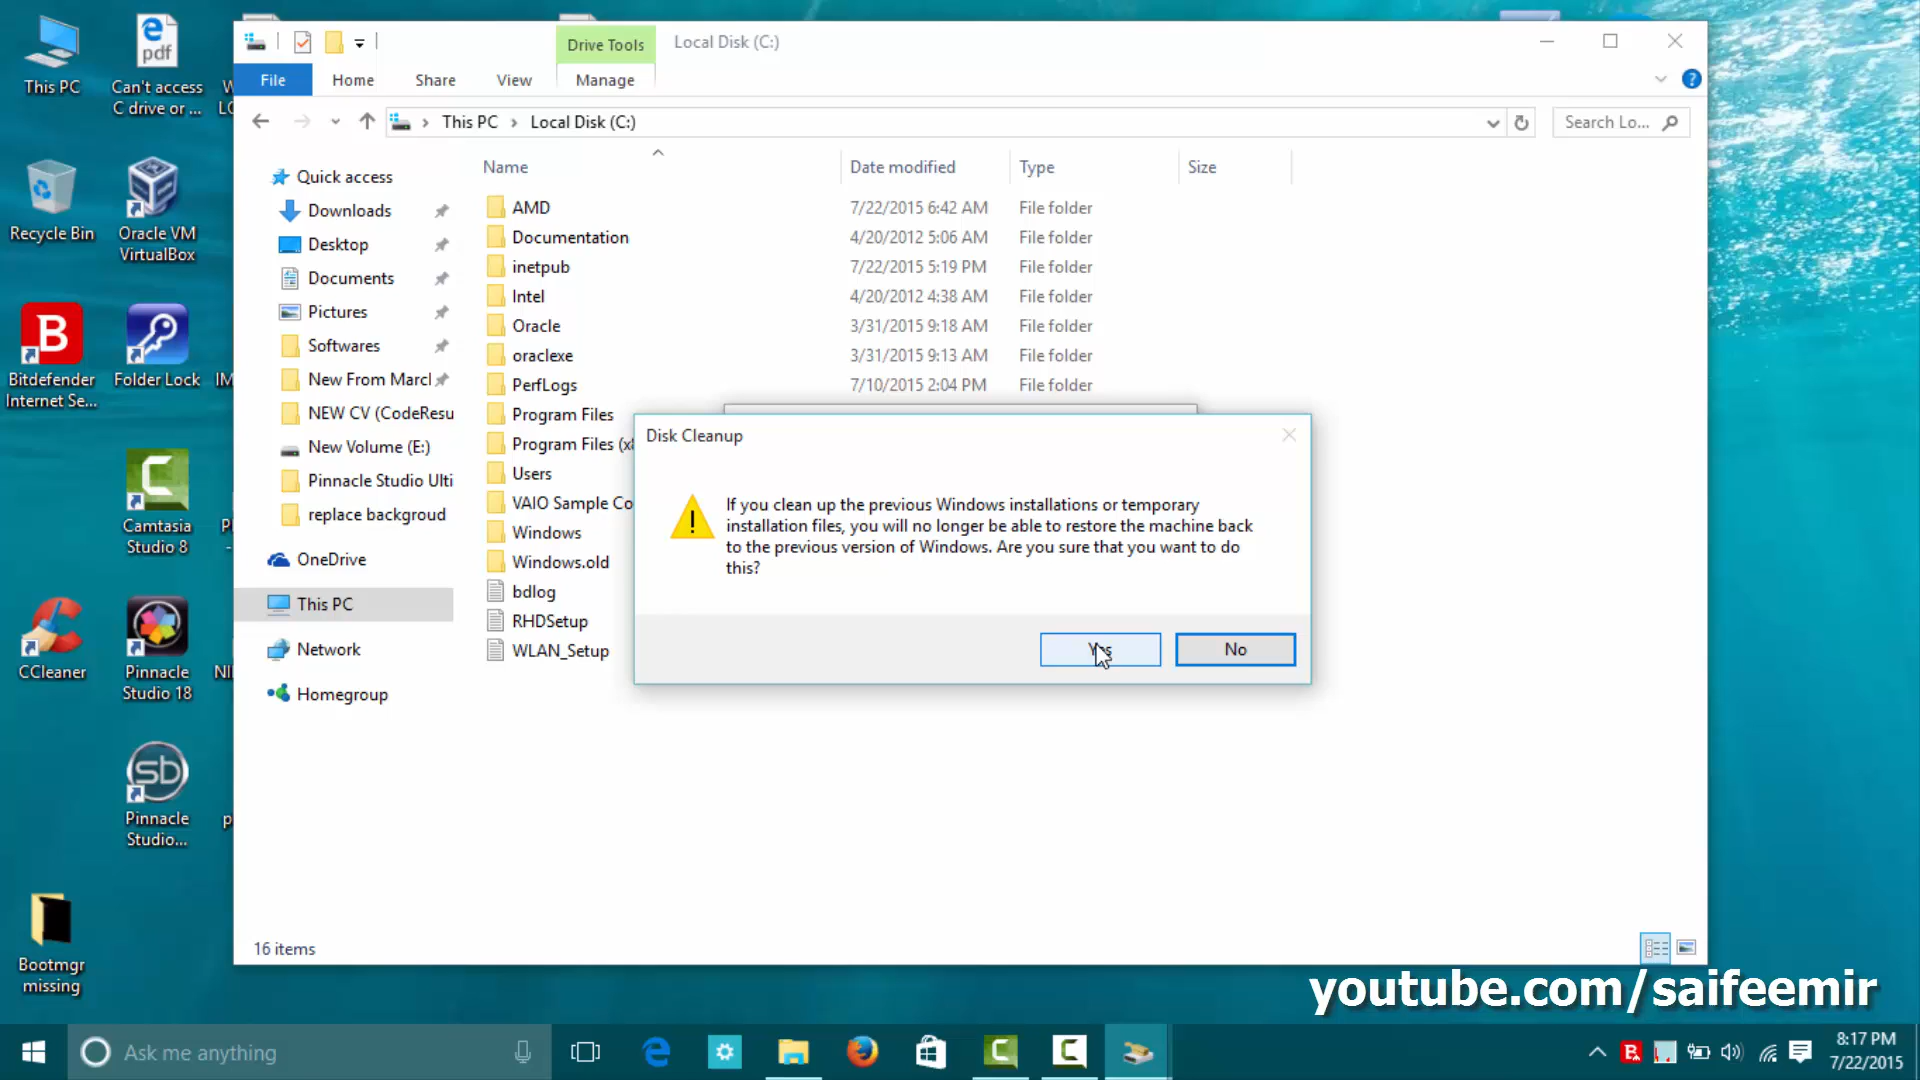 This PC
Can't access
C drive or ...
Recycle Bin
Oracle VM
VirtualBox
Bitdefender
Internet Se...
Folder Lock
Camtasia
Studio 8
CCleaner
Pinnacle
Studio 18
Pinnacle
Studio...
Bootmgr
missing
Drive Tools
Local Disk (C:)
File
Home
Share
View
Manage
This PC
Local Disk (C:)
Search Lo...
Quick access
Downloads
Desktop
Documents
Pictures
Softwares
New From Marcl
NEW CV (CodeResu
New Volume (E:)
Pinnacle Studio Ulti
replace backgroud
OneDrive
This PC
Network
Homegroup
Name Date modified Type Size
AMD 7/22/2015 6:42 AM File folder
Documentation 4/20/2012 5:06 AM File folder
inetpub 7/22/2015 5:19 PM File folder
Intel 4/20/2012 4:38 AM File folder
Oracle 3/31/2015 9:18 AM File folder
oraclexe 3/31/2015 9:13 AM File folder
PerfLogs 7/10/2015 2:04 PM File folder
Program Files
Program Files (x
Users
VAIO Sample Co
Windows
Windows.old
bdlog
RHDSetup
WLAN_Setup
Disk Cleanup
If you clean up the previous Windows installations or temporary
installation files, you will no longer be able to restore the machine back
to the previous version of Windows. Are you sure that you want to do
this?
Yes
No
16 items
youtube.com/saifeemir
Ask me anything
8:17 PM
7/22/2015